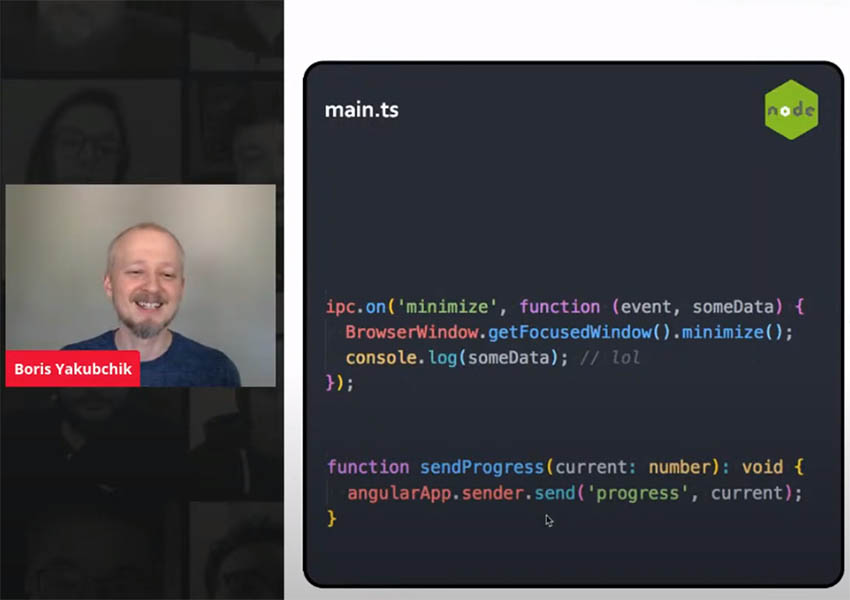 main.ts
node
ipc.on('minimize', function (event, someData) {
BrowserWindow.getFocusedWindow().minimize();
console.log(someData); // lol
});
Boris Yakubchik
function sendProgress(current: number): void {
angularApp.sender.send('progress', current);
}